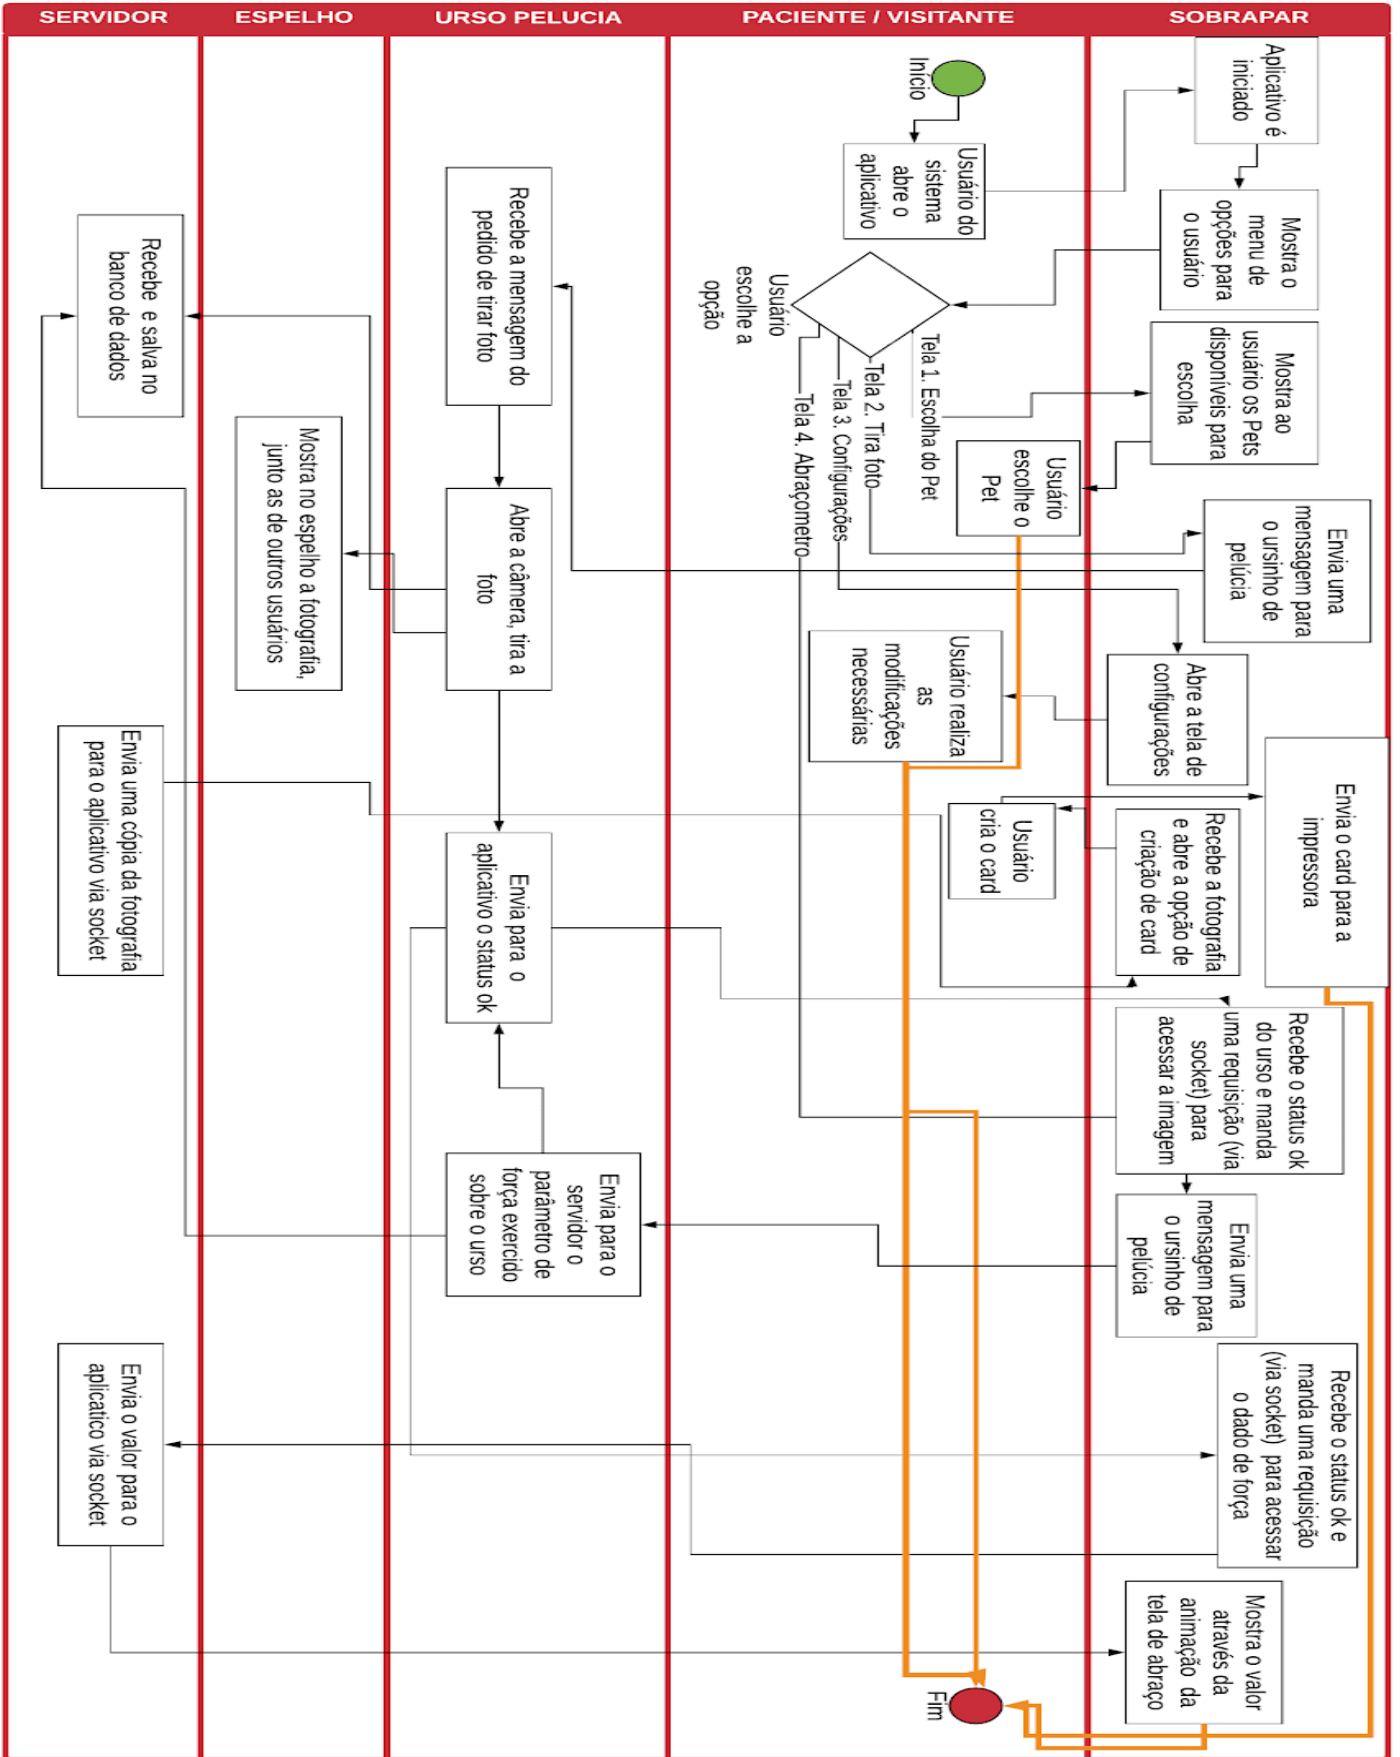 SERVIDOR
ESPELHO
URSO PELUCIA
PACIENTE / VISITANTE
SOBRAPAR
Início
Usuário do
sistema
abre o
aplicativo
Aplicativo é
iniciado
Mostra o
menu de
opções para
o usuário
Usuário
escolhe a
opção
Tela 1. Escolha do Pet
Tela 2. Tira foto
Tela 3. Configurações
Tela 4. Abraçometro
Mostra ao
usuário os Pets
disponíveis para
escolha
Usuário
escolhe o
Pet
Envia uma
mensagem para
o ursinho de
pelúcia
Recebe a mensagem do
pedido de tirar foto
Recebe e salva no
banco de dados
Abre a câmera, tira a
foto
Mostra no espelho a fotografia,
junto as de outros usuários
Abre a tela de
configurações
Usuário realiza
as
modificações
necessárias
Envia o card para a
impressora
Recebe a fotografia
e abre a opção de
criação de card
Usuário
cria o card
Envia para o
aplicativo o status ok
Envia uma cópia da fotografia
para o aplicativo via socket
Recebe o status ok
do urso e manda
uma requisição (via
socket) para
acessar a imagem
Envia uma
mensagem para
o ursinho de
pelúcia
Envia para o
servidor o
parâmetro de
força exercido
sobre o urso
Recebe o status ok e
manda uma requisição
(via socket) para acessar
o dado de força
Envia o valor para o
aplicatico via socket
Mostra o valor
através da
animação da
tela de abraço
Fim